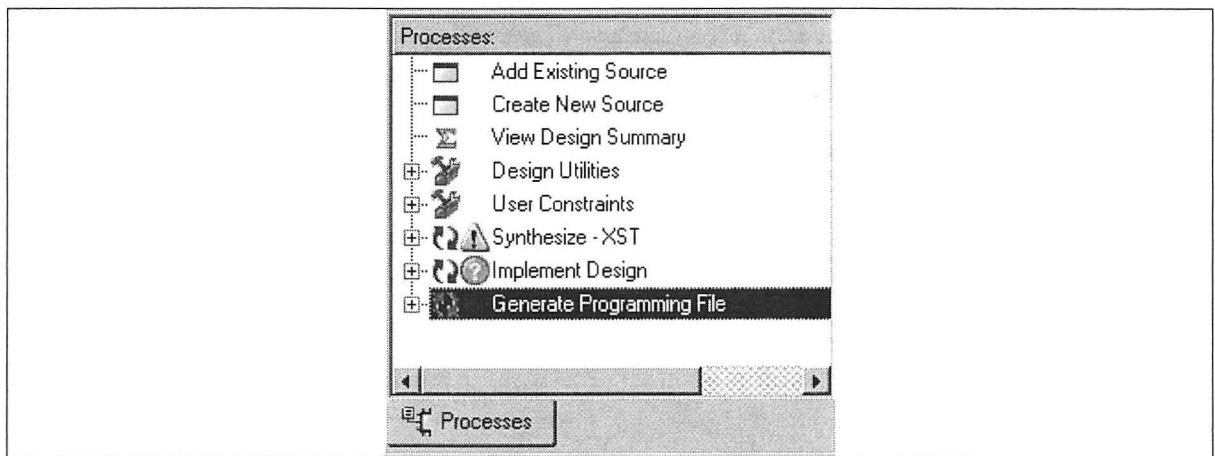 Processes:
Add Existing Source
Create New Source
View Design Summary
Design Utilities
User Constraints
Synthesize - XST
Implement Design
Generate Programming File
Processes